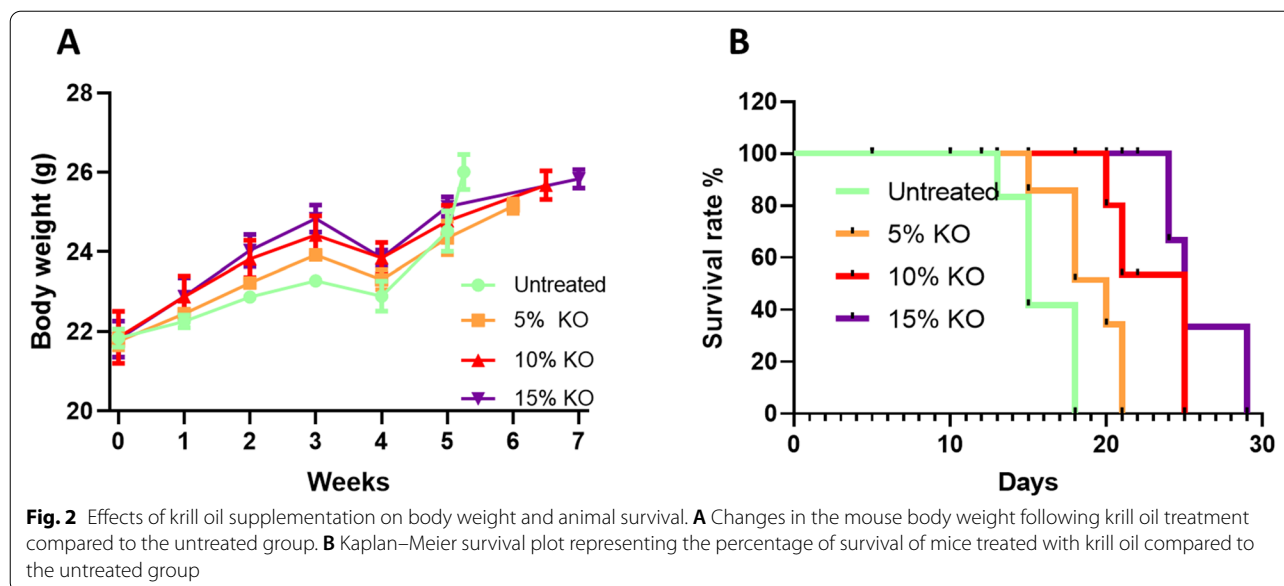 A
Body weight (g)
28
26
24
22
20
0 1 2 3 4 5 6 7
Weeks
Untreated
5% KO
10% KO
15% KO
B
Survival rate %
120
100
80
60
40
20
0
0 10 20 30
Days
Untreated
5% KO
10% KO
15% KO
Fig. 2 Effects of krill oil supplementation on body weight and animal survival. A Changes in the mouse body weight following krill oil treatment
compared to the untreated group. B Kaplan–Meier survival plot representing the percentage of survival of mice treated with krill oil compared to
the untreated group